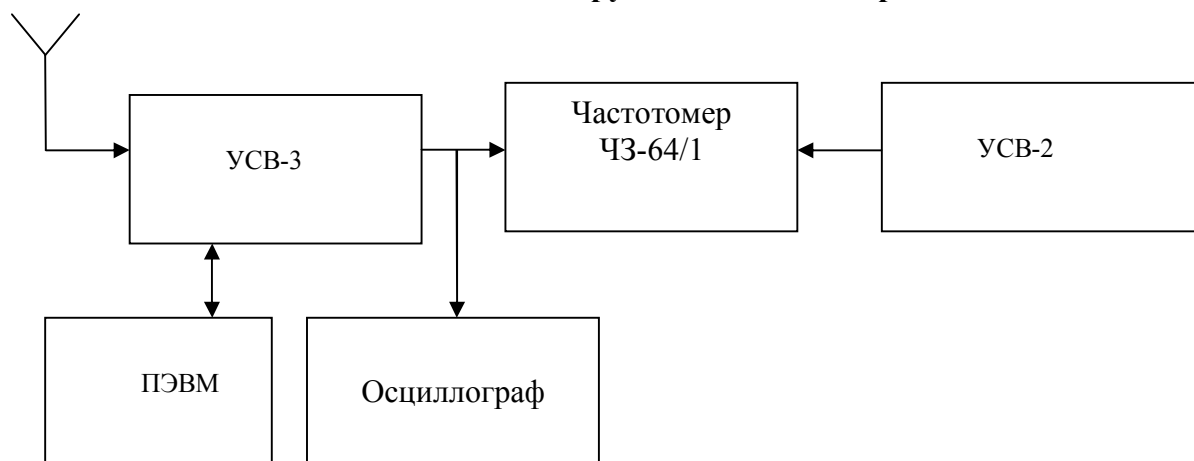 Частотомер
ЧЗ-64/1
УСВ-3
УСВ-2
ПЭВМ
Осциллограф